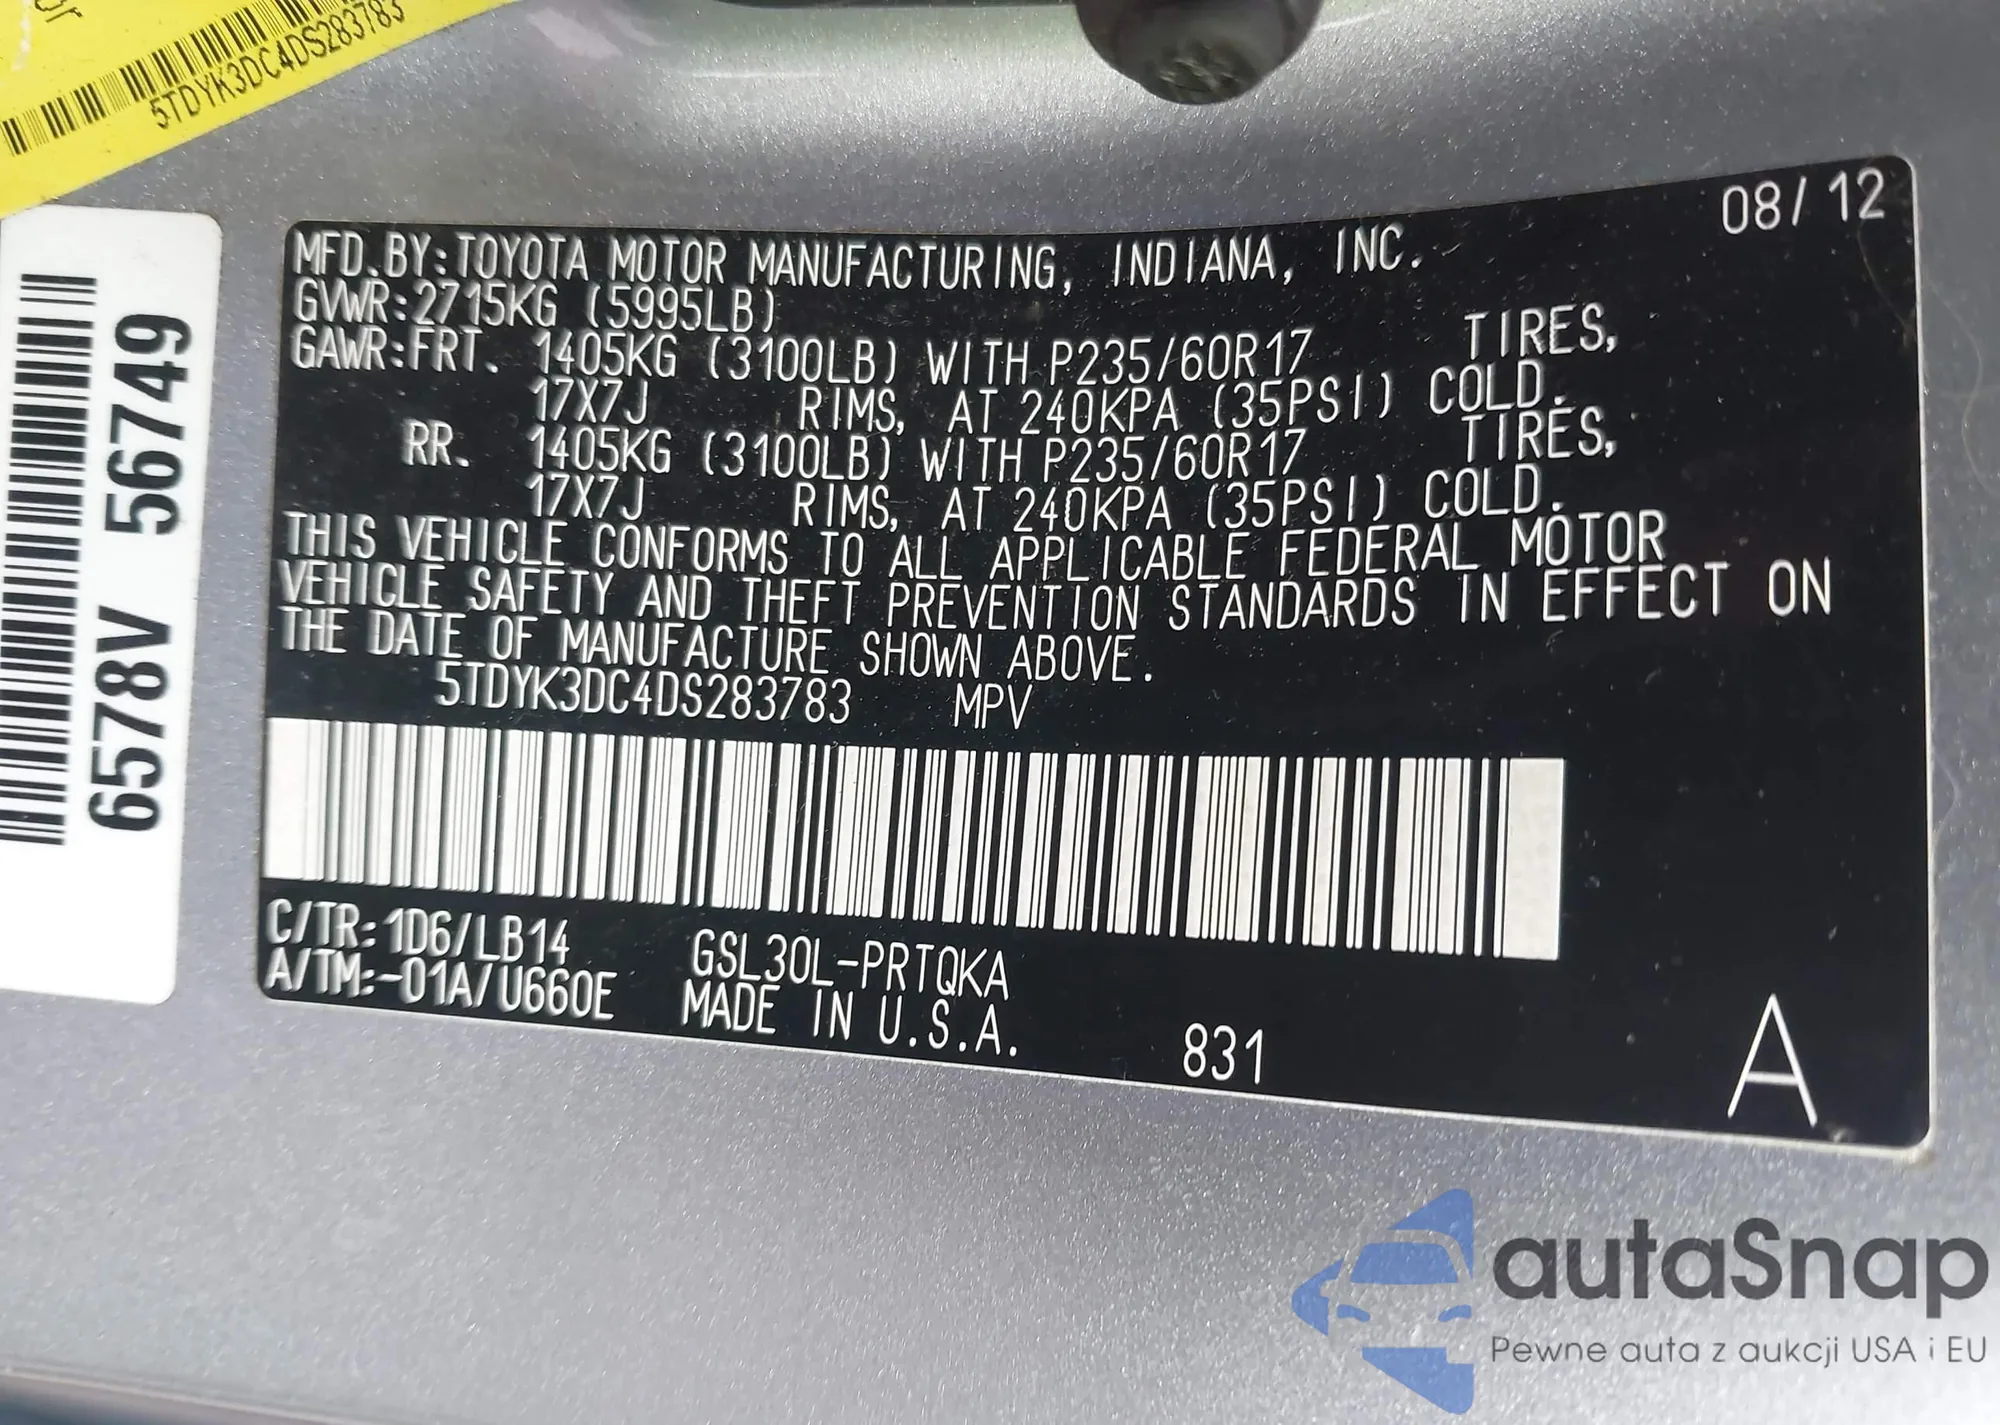 5TDYK3DC4DS283783
6578V 56749
08/12
MFD.BY:TOYOTA MOTOR MANUFACTURING, INDIANA, INC.
GVWR:2715KG (5995LB)
GAWR:FRT. 1405KG (3100LB) WITH P235/60R17 TIRES,
17X7J RIMS, AT 240KPA (35PSI) COLD.
RR. 1405KG (3100LB) WITH P235/60R17 TIRES,
17X7J RIMS, AT 240KPA (35PSI) COLD.
THIS VEHICLE CONFORMS TO ALL APPLICABLE FEDERAL MOTOR
VEHICLE SAFETY AND THEFT PREVENTION STANDARDS IN EFFECT ON
THE DATE OF MANUFACTURE SHOWN ABOVE.
5TDYK3DC4DS283783 MPV
C/TR:1D6/LB14 GSL30L-PRTQKA
A/TM:-01A/U660E MADE IN U.S.A.
831
A
autaSnap
Pewne auta z aukcji USA i EU